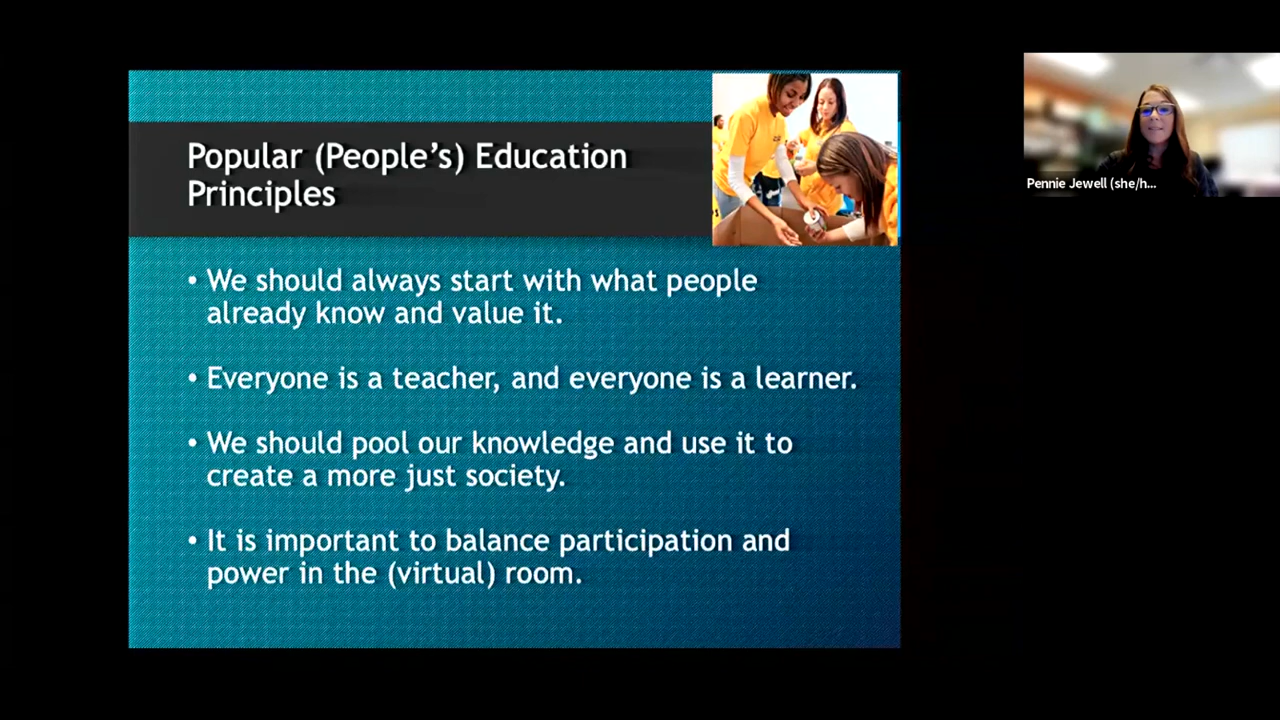 Popular (People’s) Education
Principles
• We should always start with what people
already know and value it.
• Everyone is a teacher, and everyone is a learner.
• We should pool our knowledge and use it to
create a more just society.
• It is important to balance participation and
power in the (virtual) room.
Pennie Jewell (she/h...